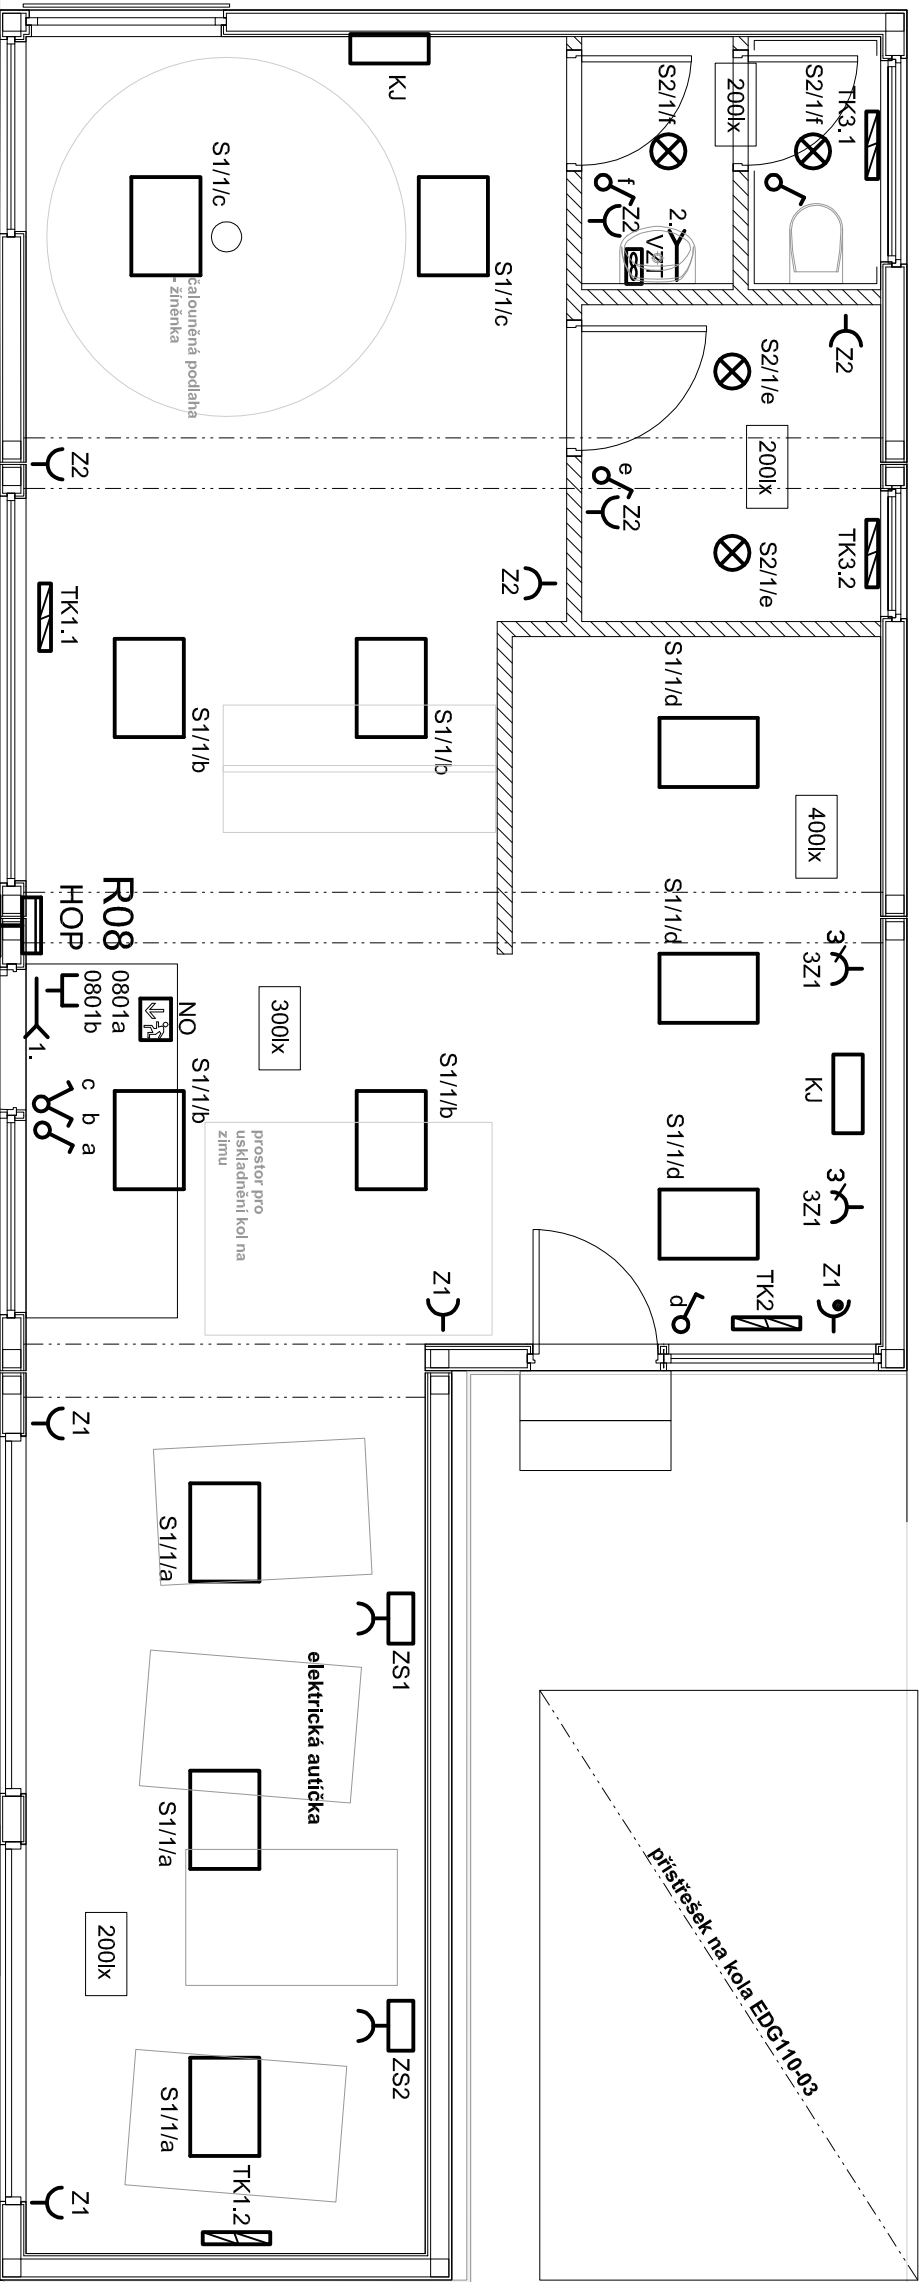 KJ
S1/1/c
S1/1/c
čalouněná podlaha
- žíněnka
S2/1/f
200lx
S2/1/f
TK3.1
f
Z2
2.
VZT
Z2
S2/1/e
200lx
e
Z2
S2/1/e
TK3.2
Z2
Z2
TK1.1
S1/1/b
S1/1/b
S1/1/d
400lx
S1/1/d
3
3Z1
KJ
3
3Z1
S1/1/d
Z1
TK2
d
R08
HOP
0801a
0801b
NO
1.
300lx
S1/1/b
S1/1/b
c
b
a
prostor pro
uskladnění kol na
zimu
Z1
Z1
S1/1/a
ZS1
elektrická autíčka
S1/1/a
200lx
ZS2
S1/1/a
TK1.2
Z1
přístřešek na kola EDG110-03